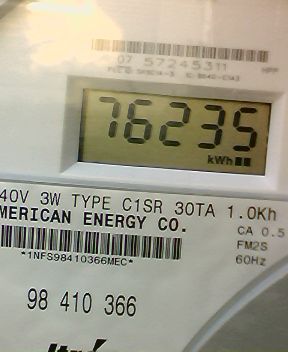 07 57245311
76235
kWh
40V 3W TYPE C1SR 30TA 1.0Kh
MERICAN ENERGY CO.
CA 0.5
FM2S
*1NFS98410366MEC*
60Hz
98 410 366